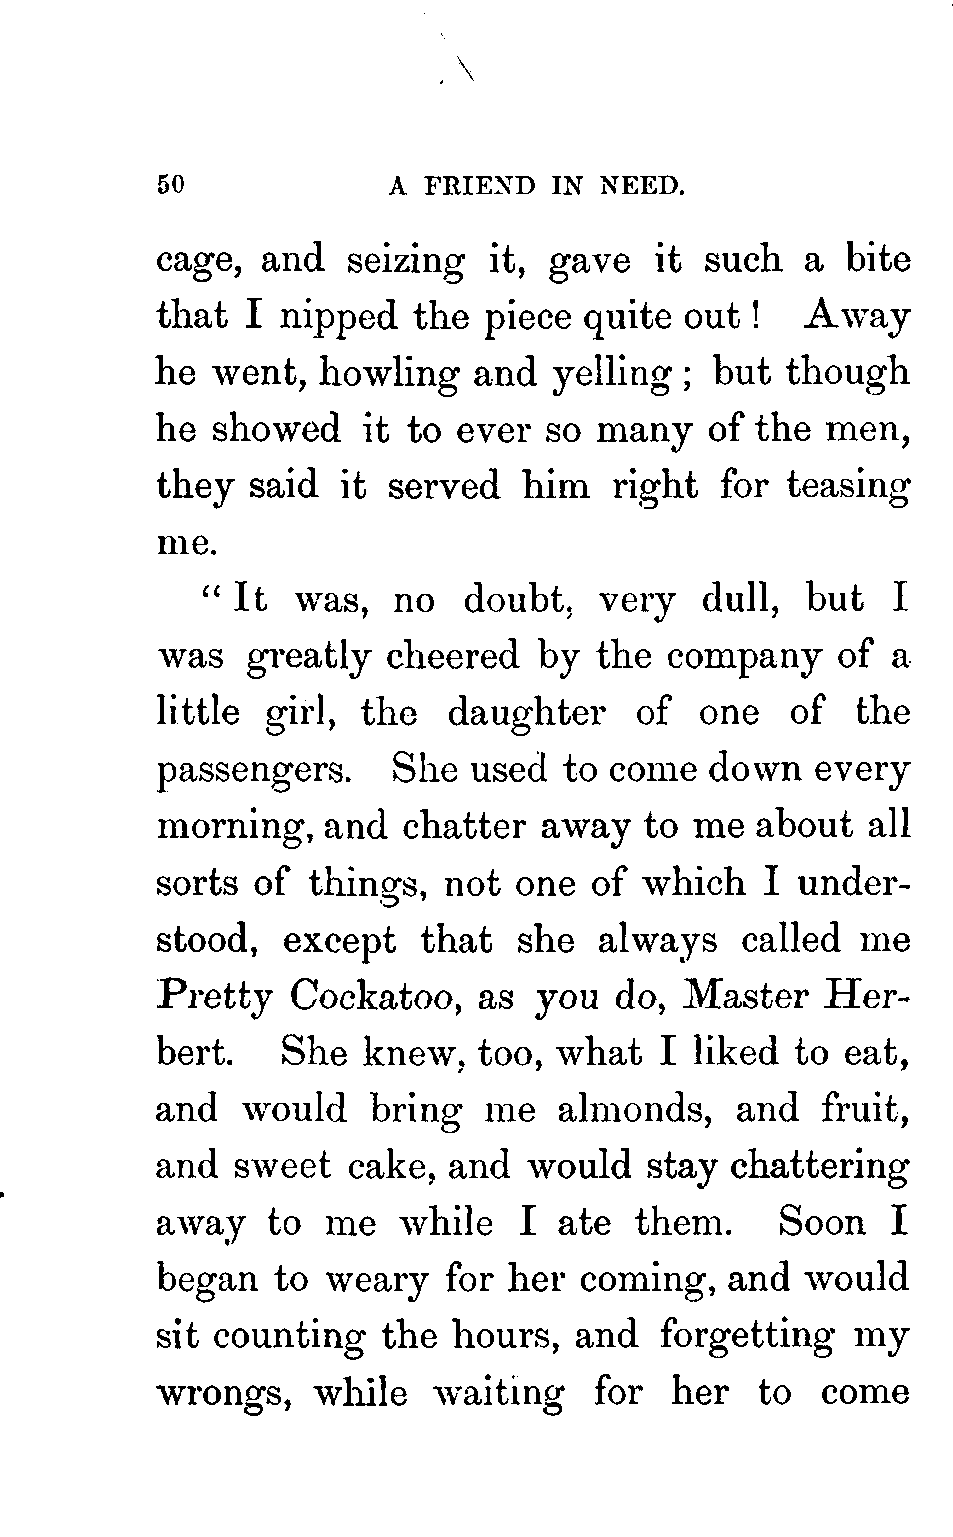 50 A FRIEND IN NEED.
cage, and seizing it, gave it such a bite
that I nipped the piece quite out! Away
he went, howling and yelling; but though
he showed it to ever so many of the men,
they said it served him right for teasing
me.
"It was, no doubt, very dull, but I
was greatly cheered by the company of a
little girl, the daughter of one of the
passengers. She used to come down every
morning, and chatter away to me about all
sorts of things, not one of which I under-
stood, except that she always called me
Pretty Cockatoo, as you do, Master Her-
bert. She knew, too, what I liked to eat,
and would bring me almonds, and fruit,
and sweet cake, and would stay chattering
away to me while I ate them. Soon I
began to weary for her coming, and would
sit counting the hours, and forgetting my
wrongs, while waiting for her to come